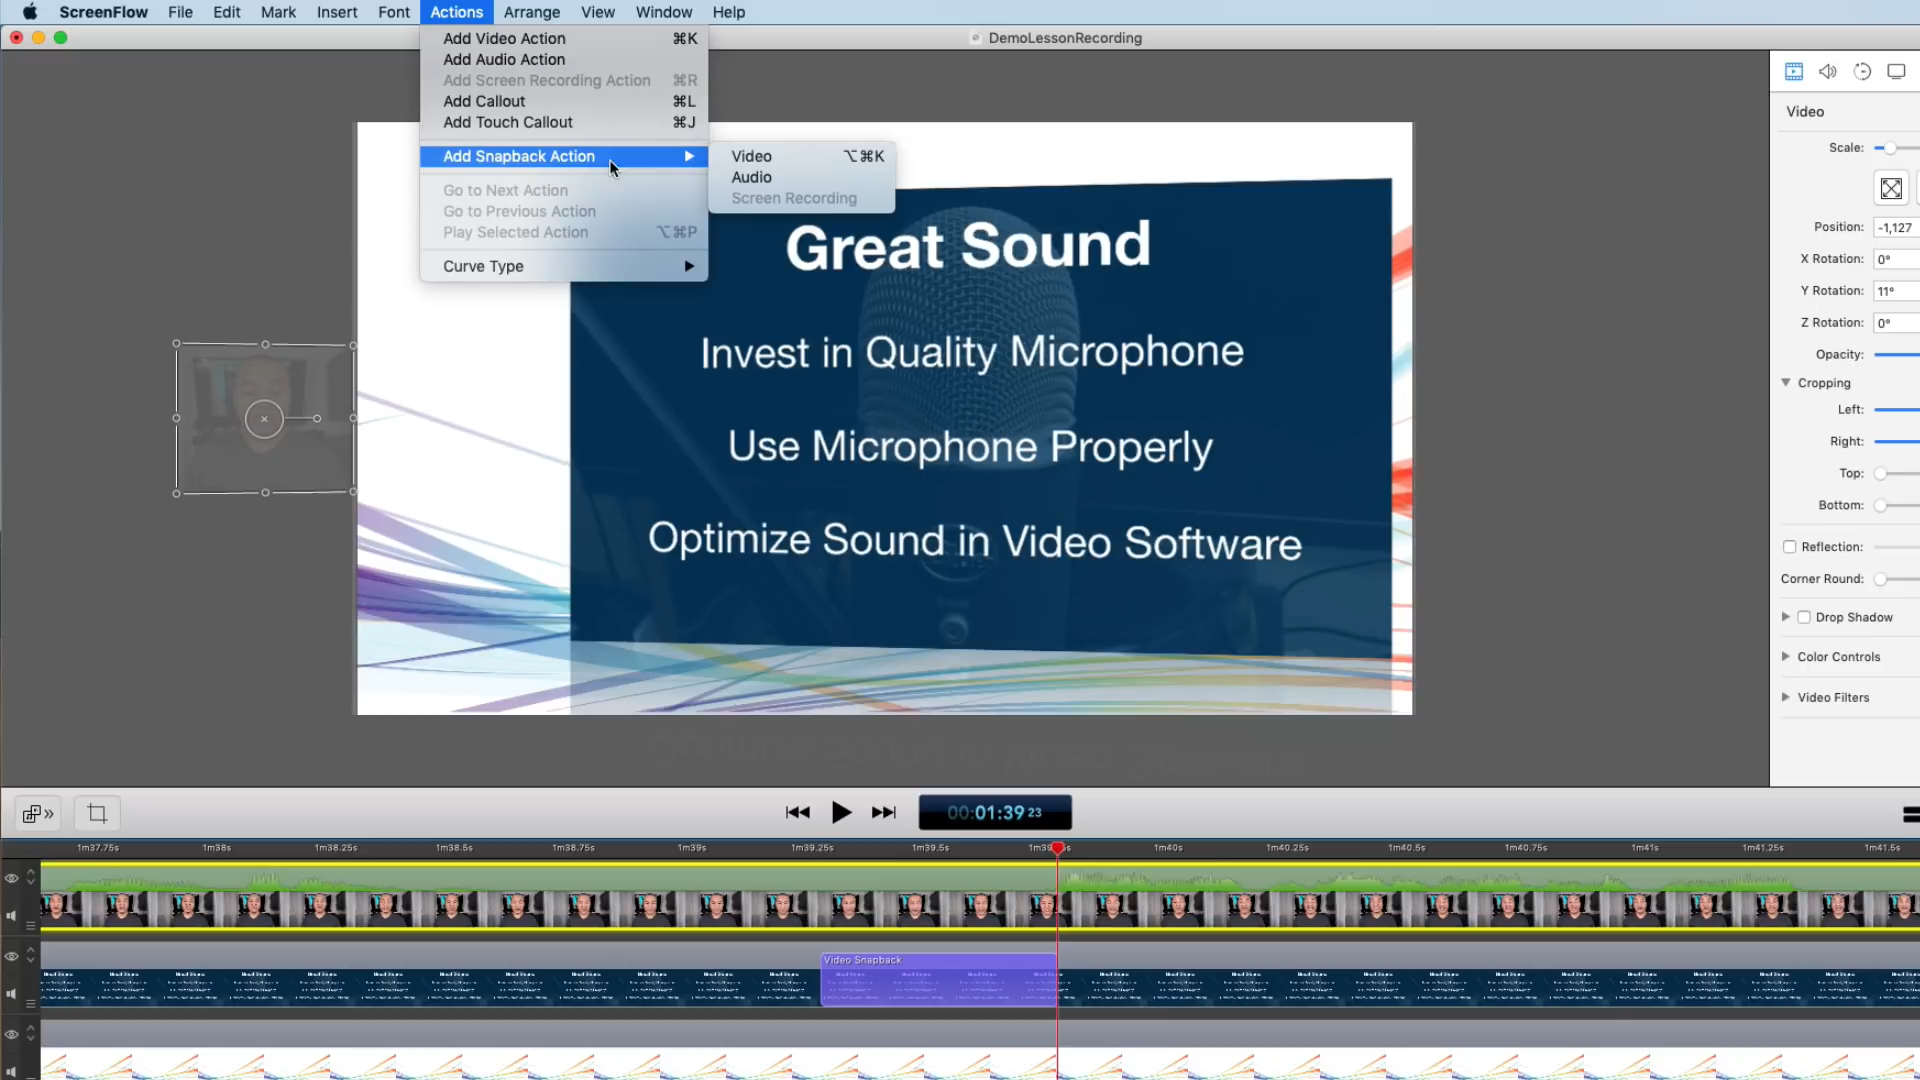 ScreenFlow File Edit Mark Insert Font Actions Arrange View Window Help
DemoLessonRecording
Add Video Action ⌘K
Add Audio Action
Add Screen Recording Action ⌘R
Add Callout ⌘L
Add Touch Callout ⌘J
Add Snapback Action
Go to Next Action
Go to Previous Action
Play Selected Action ⌥⌘P
Curve Type
Video ⌥⌘K
Audio
Screen Recording
Great Sound
Invest in Quality Microphone
Use Microphone Properly
Optimize Sound in Video Software
Video
Scale:
Position: -1,127
X Rotation: 0°
Y Rotation: 11°
Z Rotation: 0°
Opacity:
Cropping
Left:
Right:
Top:
Bottom:
Reflection:
Corner Round:
Drop Shadow
Color Controls
Video Filters
00:01:39 23
1m37.75s 1m38s 1m38.25s 1m38.5s 1m38.75s 1m39s 1m39.25s 1m39.5s 1m40s 1m40.25s 1m40.5s 1m40.75s 1m41s 1m41.25s 1m41.5s
Video Snapback